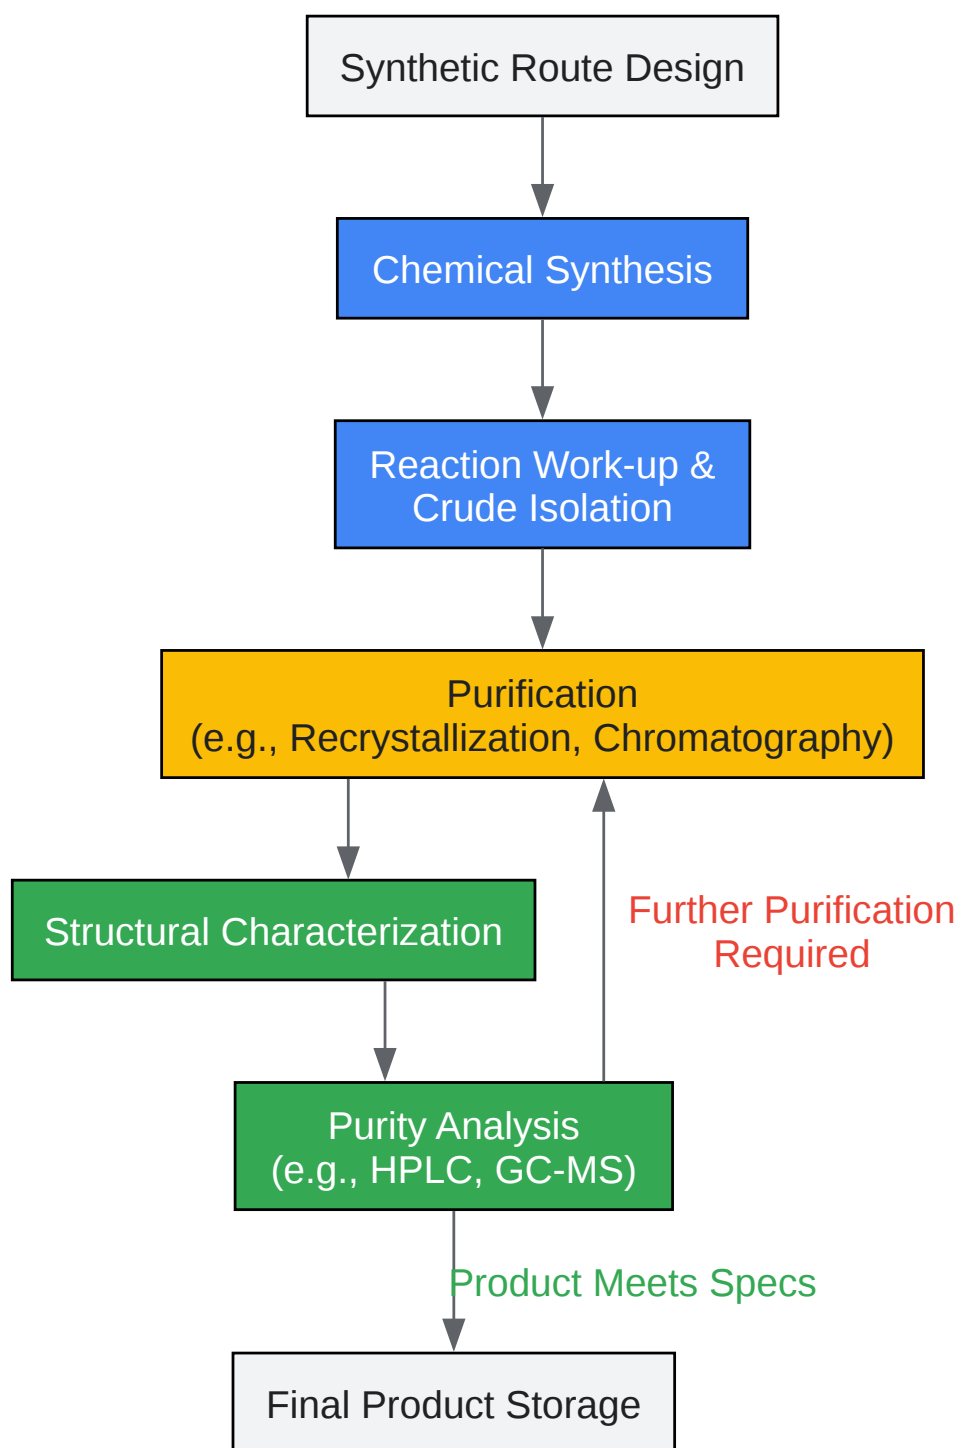 Synthetic Route Design
Chemical Synthesis
Reaction Work-up &
Crude Isolation
Purification
(e.g., Recrystallization, Chromatography)
Structural Characterization
Further Purification
Required
Purity Analysis
(e.g., HPLC, GC-MS)
Product Meets Specs
Final Product Storage